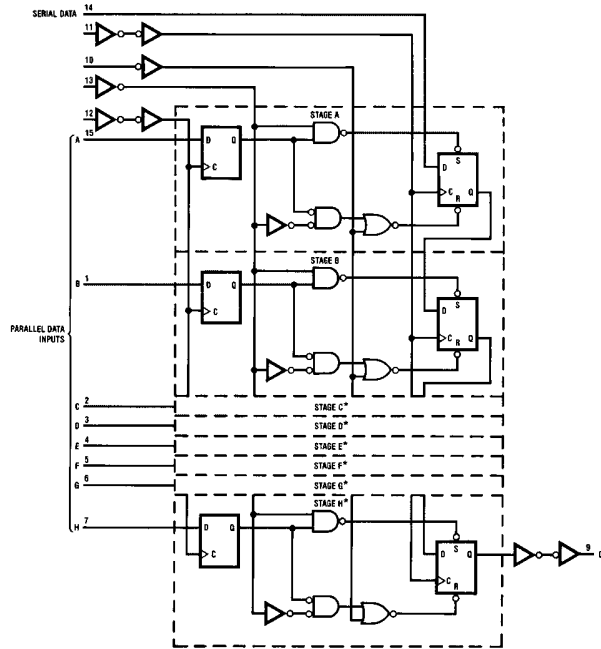 SERIAL DATA 14
11
10
13
12
A 15
STAGE A
D Q
C
D S
C Q
R
STAGE B
B 1
D Q
C
D S
C Q
R
PARALLEL DATA
INPUTS
C 2
STAGE C*
D 3
STAGE D*
E 4
STAGE E*
F 5
STAGE F*
G 6
STAGE G*
STAGE H*
H 7
D Q
C
D S Q
C
R
9